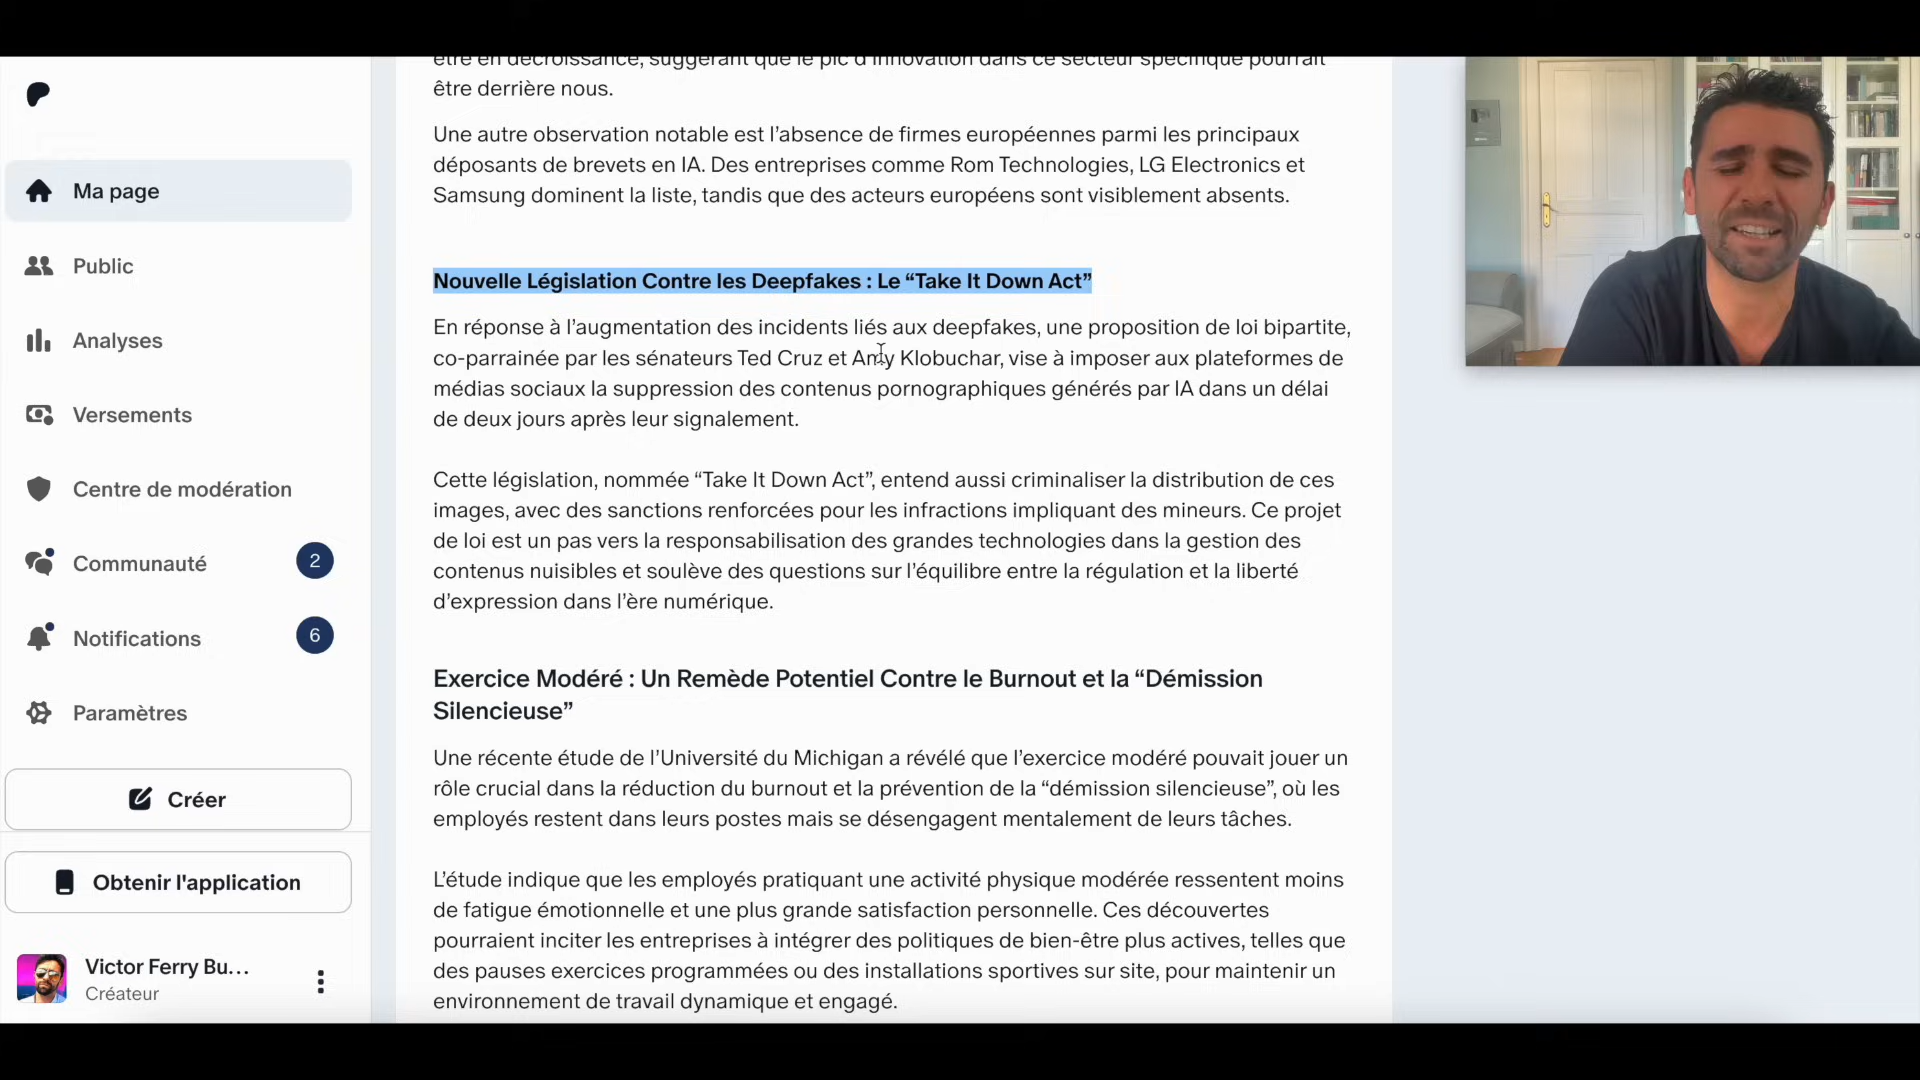 être en décroissance, suggérant que le pic d’innovation dans ce secteur spécifique pourrait
être derrière nous.
Une autre observation notable est l’absence de firmes européennes parmi les principaux
déposants de brevets en IA. Des entreprises comme Rom Technologies, LG Electronics et
Samsung dominent la liste, tandis que des acteurs européens sont visiblement absents.
Nouvelle Législation Contre les Deepfakes : Le “Take It Down Act”
En réponse à l’augmentation des incidents liés aux deepfakes, une proposition de loi bipartite,
co-parrainée par les sénateurs Ted Cruz et Amy Klobuchar, vise à imposer aux plateformes de
médias sociaux la suppression des contenus pornographiques générés par IA dans un délai
de deux jours après leur signalement.
Cette législation, nommée “Take It Down Act”, entend aussi criminaliser la distribution de ces
images, avec des sanctions renforcées pour les infractions impliquant des mineurs. Ce projet
de loi est un pas vers la responsabilisation des grandes technologies dans la gestion des
contenus nuisibles et soulève des questions sur l’équilibre entre la régulation et la liberté
d’expression dans l’ère numérique.
Exercice Modéré : Un Remède Potentiel Contre le Burnout et la “Démission
Silencieuse”
Une récente étude de l’Université du Michigan a révélé que l’exercice modéré pouvait jouer un
rôle crucial dans la réduction du burnout et la prévention de la “démission silencieuse”, où les
employés restent dans leurs postes mais se désengagent mentalement de leurs tâches.
L’étude indique que les employés pratiquant une activité physique modérée ressentent moins
de fatigue émotionnelle et une plus grande satisfaction personnelle. Ces découvertes
pourraient inciter les entreprises à intégrer des politiques de bien-être plus actives, telles que
des pauses exercices programmées ou des installations sportives sur site, pour maintenir un
environnement de travail dynamique et engagé.
Ma page
Public
Analyses
Versements
Centre de modération
Communauté 2
Notifications 6
Paramètres
Créer
Obtenir l'application
Victor Ferry Bu...
Créateur